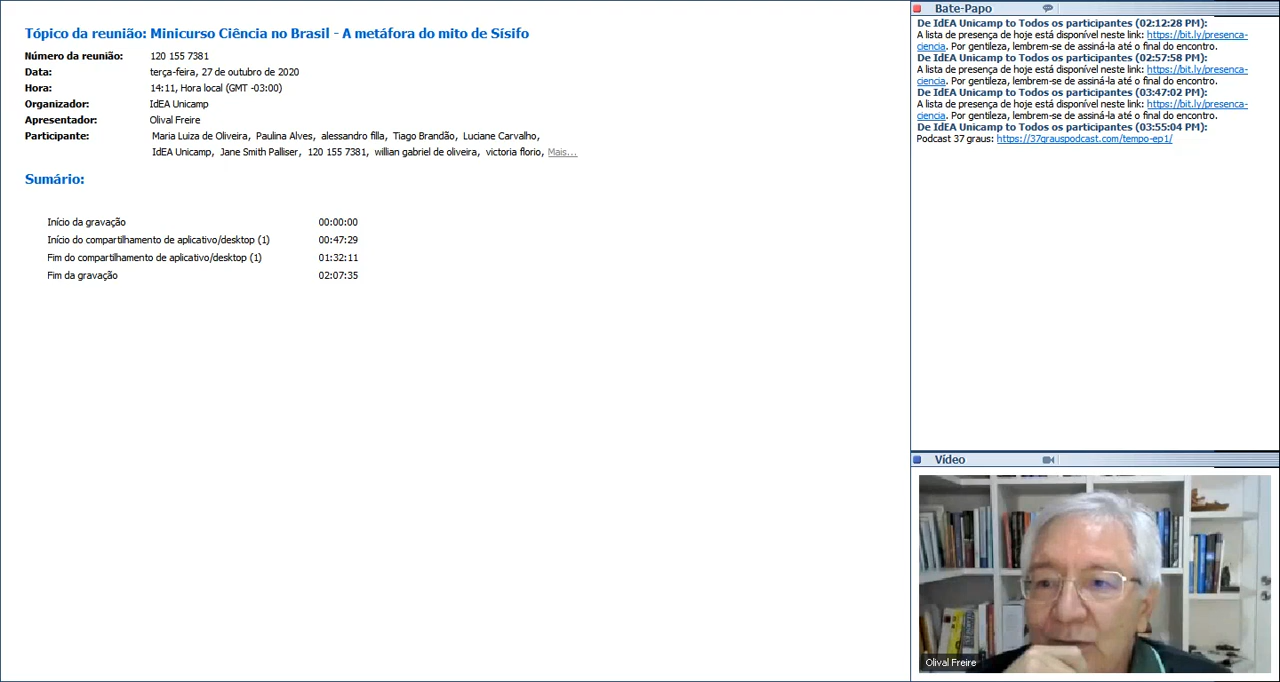 Tópico da reunião: Minicurso Ciência no Brasil - A metáfora do mito de Sísifo
Número da reunião: 120 155 7381
Data: terça-feira, 27 de outubro de 2020
Hora: 14:11, Hora local (GMT -03:00)
Organizador: IdEA Unicamp
Apresentador: Olival Freire
Participante: Maria Luiza de Oliveira, Paulina Alves, alessandro filla, Tiago Brandão, Luciane Carvalho,
IdEA Unicamp, Jane Smith Palliser, 120 155 7381, willian gabriel de oliveira, victoria florio, Mais...
Sumário:
Início da gravação 00:00:00
Início do compartilhamento de aplicativo/desktop (1) 00:47:29
Fim do compartilhamento de aplicativo/desktop (1) 01:32:11
Fim da gravação 02:07:35
Bate-Papo
De IdEA Unicamp to Todos os participantes (02:12:28 PM):
A lista de presença de hoje está disponível neste link: https://bit.ly/presenca-
ciencia. Por gentileza, lembrem-se de assiná-la até o final do encontro.
De IdEA Unicamp to Todos os participantes (02:57:58 PM):
A lista de presença de hoje está disponível neste link: https://bit.ly/presenca-
ciencia. Por gentileza, lembrem-se de assiná-la até o final do encontro.
De IdEA Unicamp to Todos os participantes (03:47:02 PM):
A lista de presença de hoje está disponível neste link: https://bit.ly/presenca-
ciencia. Por gentileza, lembrem-se de assiná-la até o final do encontro.
De IdEA Unicamp to Todos os participantes (03:55:04 PM):
Podcast 37 graus: https://37grauspodcast.com/tempo-ep1/
Vídeo
Olival Freire